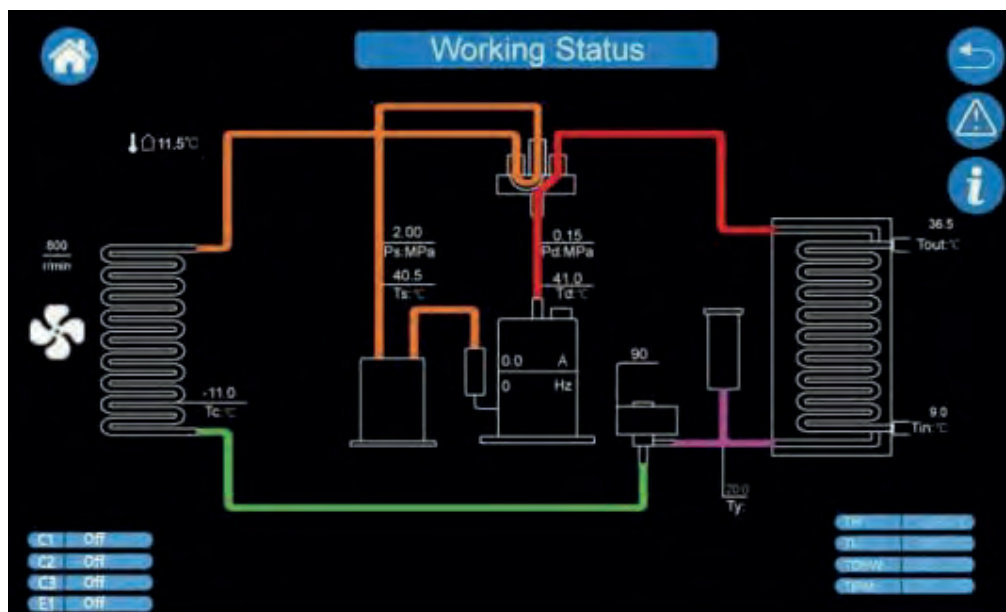 Working Status
11.5℃
800
r/min
2.00
Ps:MPa
40.5
Ts:℃
0.15
Pd:MPa
41.0
Td:℃
36.5
Tout:℃
0.0 A
0 Hz
90
-11.0
Tc:℃
9.0
Tin:℃
20.0
Ty:
C1 Off
C2 Off
C3 Off
E1 Off
TH
TL
TDHW